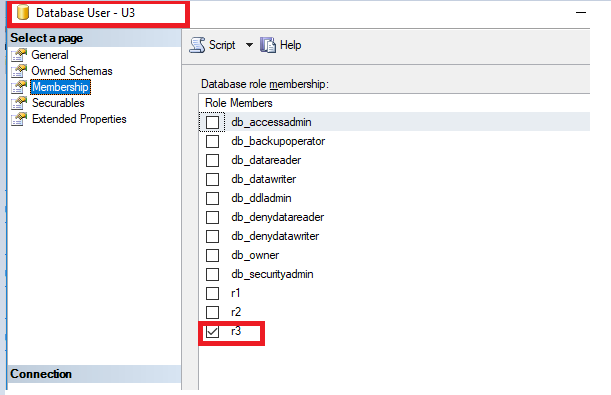 Database User - U3
Select a page
General
Owned Schemas
Membership
Securables
Extended Properties
Connection
Script
Help
Database role membership:
Role Members
db_accessadmin
db_backupoperator
db_datareader
db_datawriter
db_ddladmin
db_denydatareader
db_denydatawriter
db_owner
db_securityadmin
r1
r2
r3